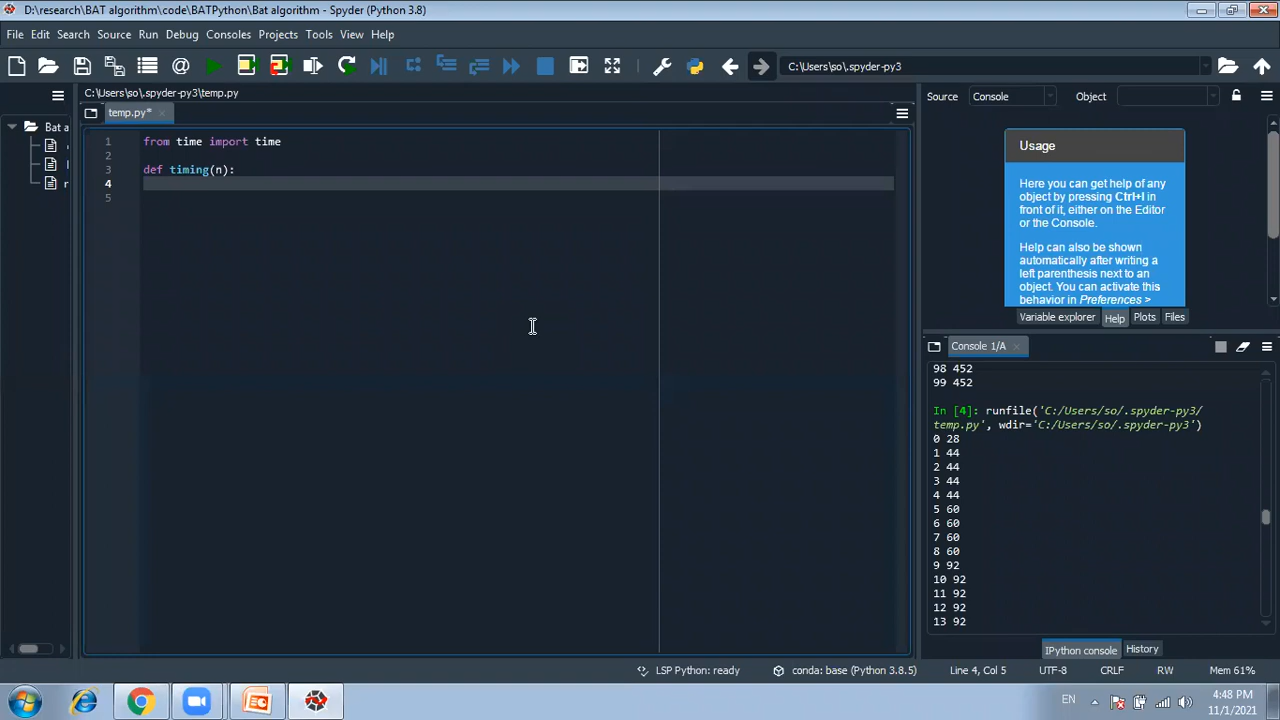 D:\research\BAT algorithm\code\BATPython\Bat algorithm - Spyder (Python 3.8)
File Edit Search Source Run Debug Consoles Projects Tools View Help
C:\Users\so\.spyder-py3
C:\Users\so\.spyder-py3\temp.py
Source Console Object
temp.py*
Bat a
1 from time import time
2
3 def timing(n):
4
5
Usage
Here you can get help of any
object by pressing Ctrl+I in
front of it, either on the Editor
or the Console.
Help can also be shown
automatically after writing a
left parenthesis next to an
object. You can activate this
behavior in Preferences >
Variable explorer Help Plots Files
Console 1/A
98 452
99 452
In [4]: runfile('C:/Users/so/.spyder-py3/
temp.py', wdir='C:/Users/so/.spyder-py3')
0 28
1 44
2 44
3 44
4 44
5 60
6 60
7 60
8 60
9 92
10 92
11 92
12 92
13 92
IPython console History
LSP Python: ready conda: base (Python 3.8.5) Line 4, Col 5 UTF-8 CRLF RW Mem 61%
EN
4:48 PM
11/1/2021